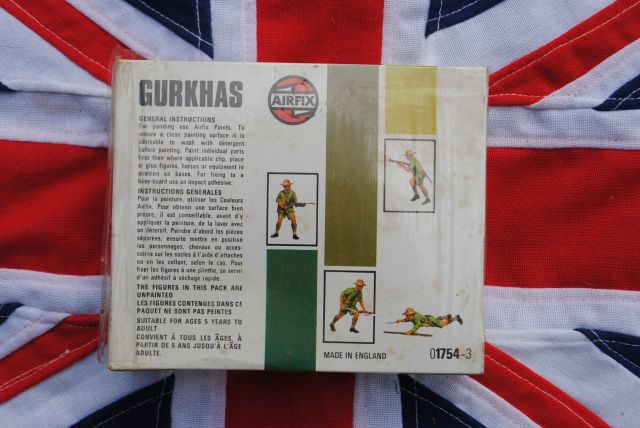 GURKHAS
AIRFIX
GENERAL INSTRUCTIONS
For painting use Airfix Paints. To
ensure a clean painting surface it is
advisable to wash with detergent
before painting. Paint individual parts
first then where applicable clip, place
or glue figures, horses or equipment in
position on bases. For fixing to a
base-board use an impact adhesive.
INSTRUCTIONS GENERALES
Pour la peinture, utiliser les Couleurs
Airfix. Pour obtenir une surface bien
propre, il est conseillable, avant d'y
appliquer la peinture, de la laver avec
un détersif. Peindre d'abord les pièces
séparées, ensuite mettre en position
les personnages, chevaux ou acces-
soires sur les socles à l'aide d'attaches
ou en les collant, selon le cas. Pour
fixer les figures à une plinthe, se servir
d'un adhésif à séchage rapide.
THE FIGURES IN THIS PACK ARE
UNPAINTED
LES FIGURES CONTENUES DANS CE
PAQUET NE SONT PAS PEINTES
SUITABLE FOR AGES 5 YEARS TO
ADULT
CONVIENT À TOUS LES ÂGES, À
PARTIR DE 5 ANS JUSQU'À L'ÂGE
ADULTE.
MADE IN ENGLAND
01754-3